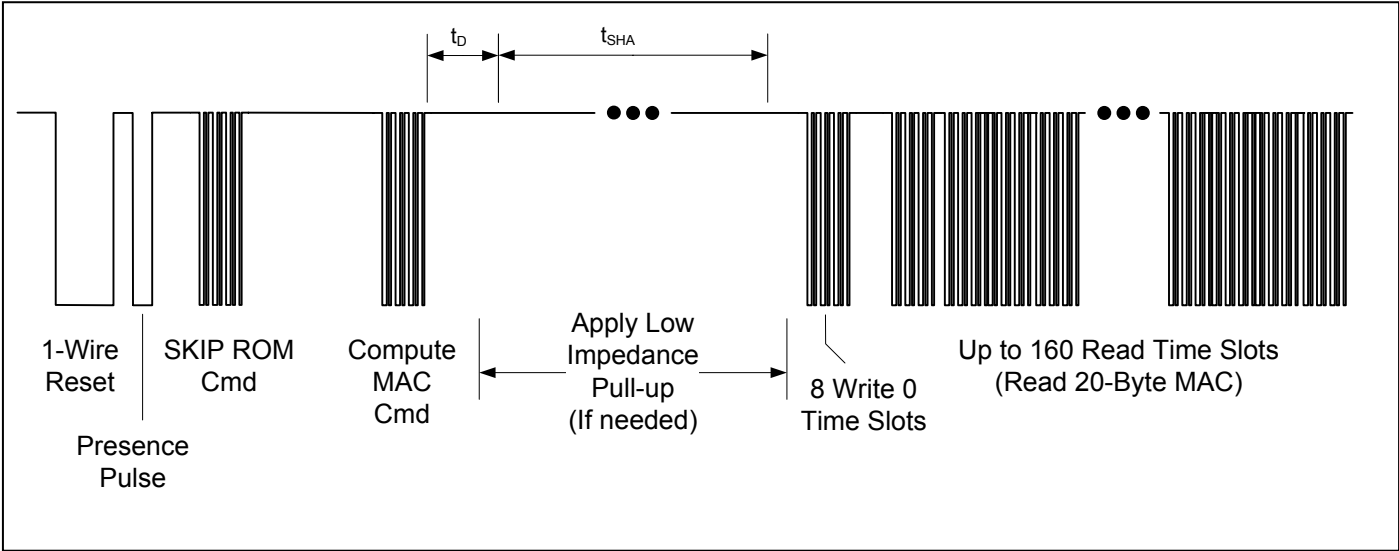 tD
tSHA
1-Wire
Reset
Presence
Pulse
SKIP ROM
Cmd
Compute
MAC
Cmd
Apply Low
Impedance
Pull-up
(If needed)
8 Write 0
Time Slots
Up to 160 Read Time Slots
(Read 20-Byte MAC)